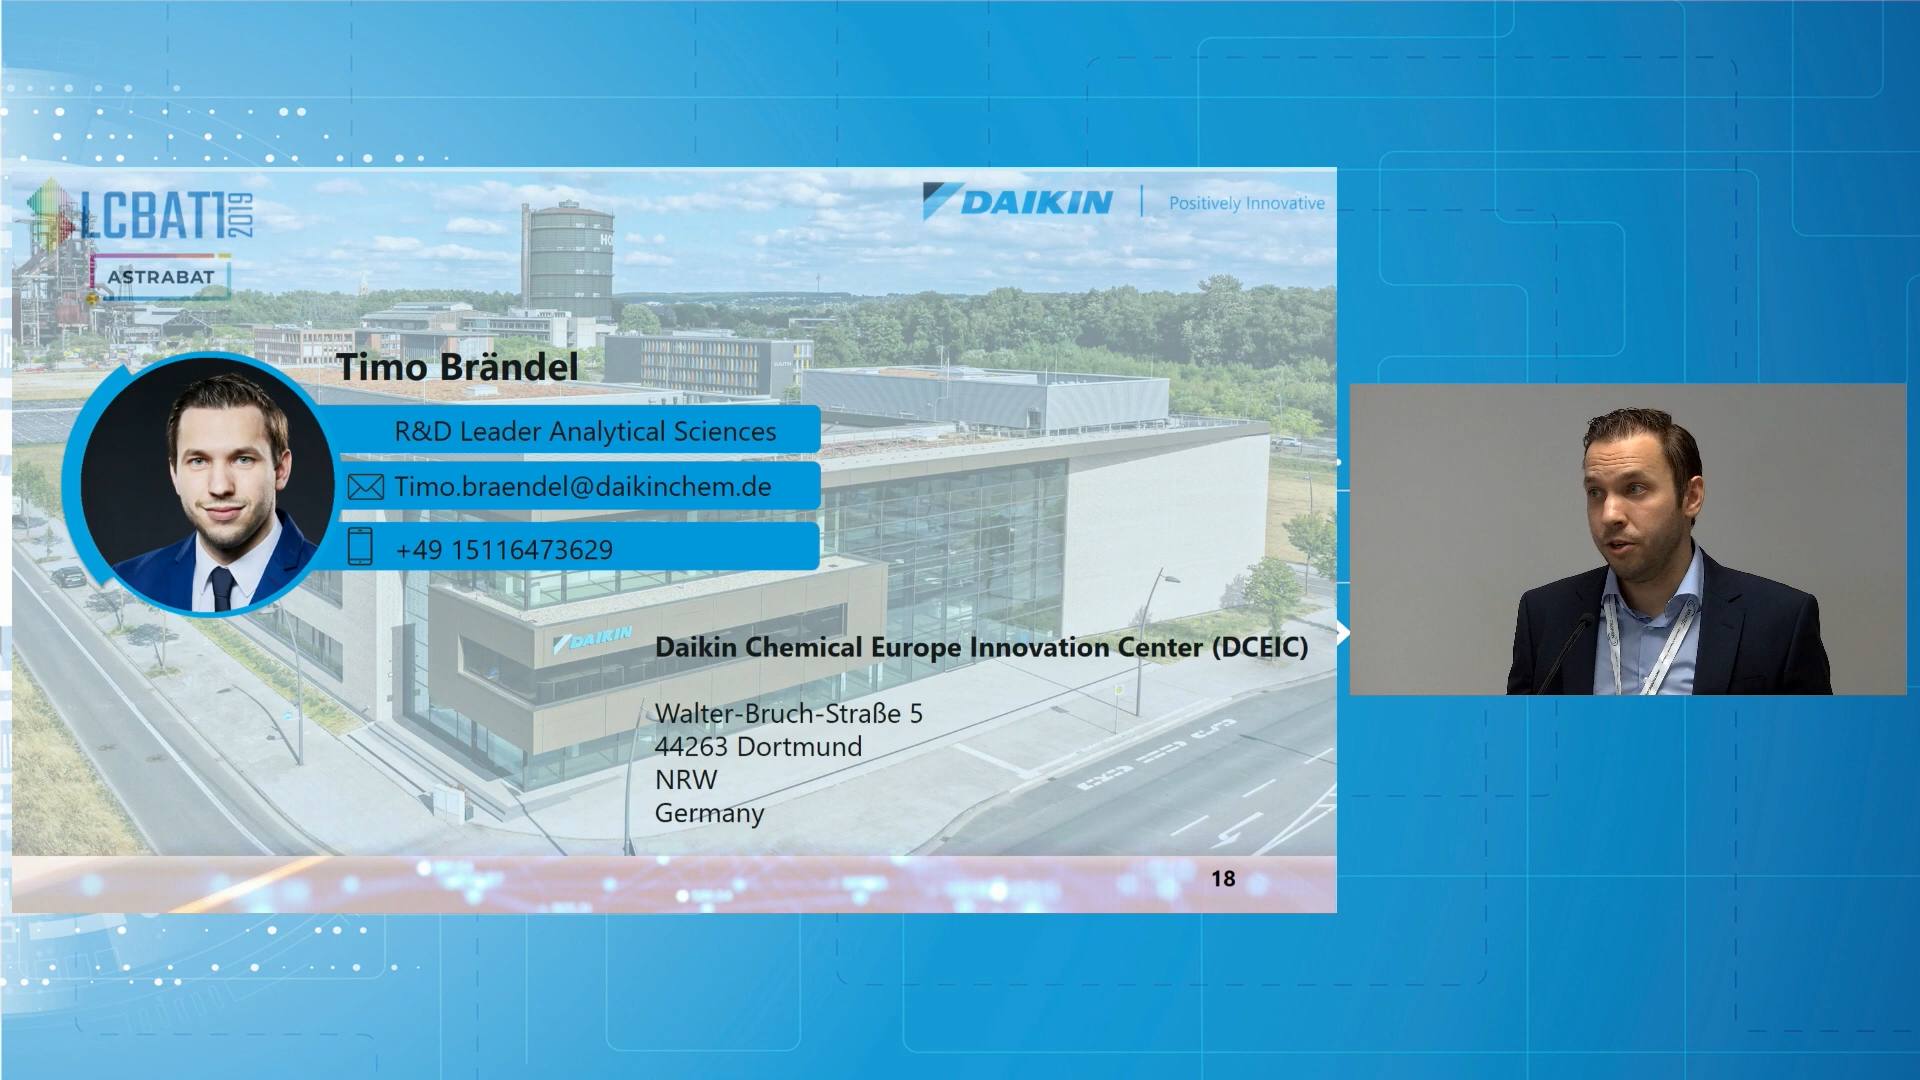 LCBAT1
2019
ASTRABAT
DAIKIN
Positively Innovative
HO
Timo Brändel
R&D Leader Analytical Sciences
Timo.braendel@daikinchem.de
+49 15116473629
DAIKIN
Daikin Chemical Europe Innovation Center (DCEIC)
Walter-Bruch-Straße 5
44263 Dortmund
NRW
Germany
18